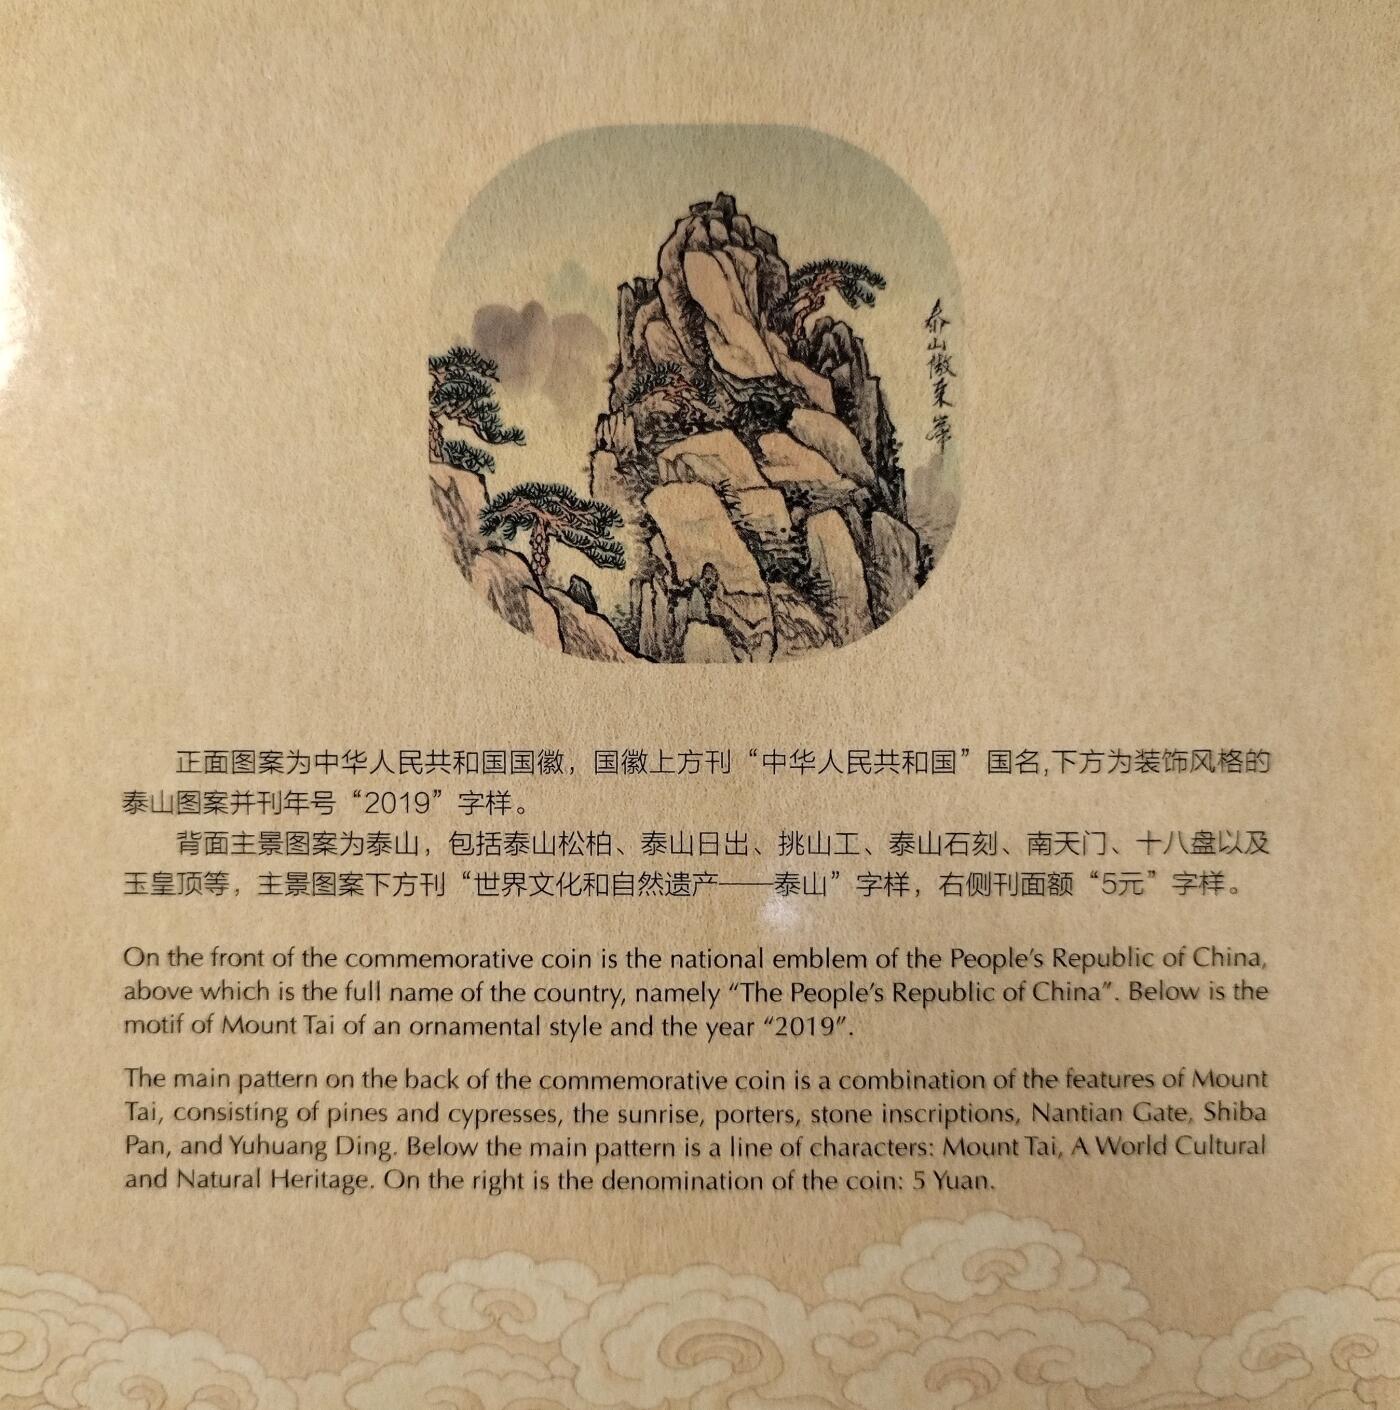 泰山傲来峯
正面图案为中华人民共和国国徽，国徽上方刊“中华人民共和国”国名,下方为装饰风格的
泰山图案并刊年号“2019”字样。
背面主景图案为泰山，包括泰山松柏、泰山日出、挑山工、泰山石刻、南天门、十八盘以及
玉皇顶等，主景图案下方刊“世界文化和自然遗产——泰山”字样，右侧刊面额“5元”字样。
On the front of the commemorative coin is the national emblem of the People’s Republic of China,
above which is the full name of the country, namely “The People’s Republic of China”. Below is the
motif of Mount Tai of an ornamental style and the year “2019”.
The main pattern on the back of the commemorative coin is a combination of the features of Mount
Tai, consisting of pines and cypresses, the sunrise, porters, stone inscriptions, Nantian Gate, Shiba
Pan, and Yuhuang Ding. Below the main pattern is a line of characters: Mount Tai, A World Cultural
and Natural Heritage. On the right is the denomination of the coin: 5 Yuan.